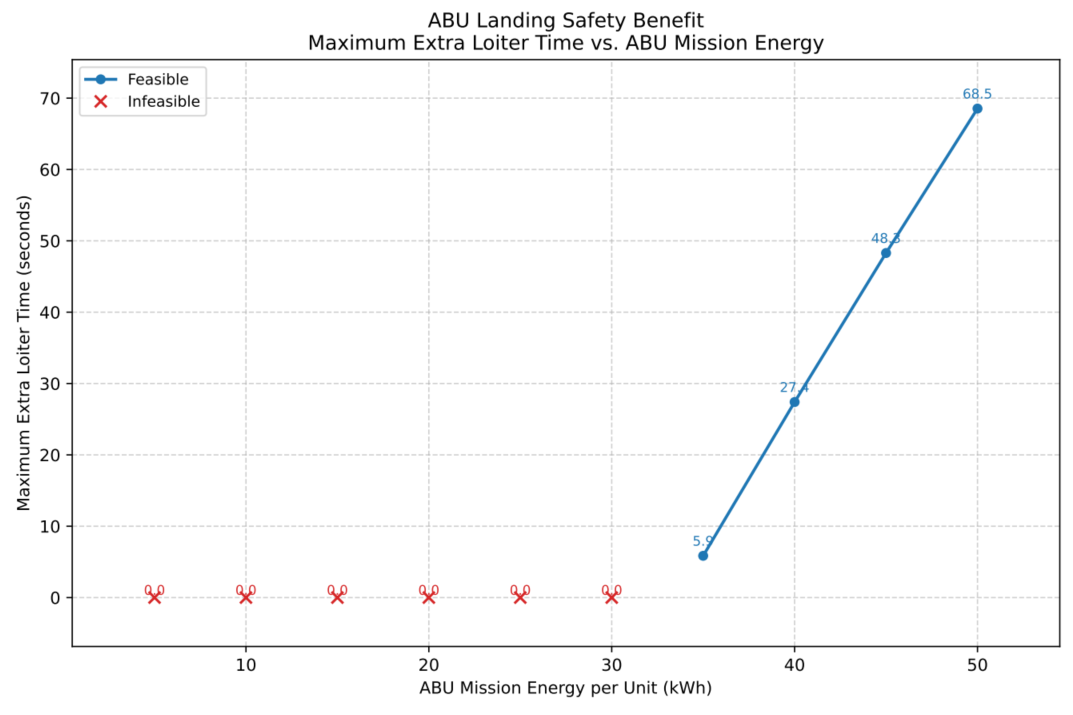 ABU Landing Safety Benefit
Maximum Extra Loiter Time vs. ABU Mission Energy
Feasible
Infeasible
Maximum Extra Loiter Time (seconds)
70
60
50
40
30
20
10
0
68.5
48.3
27.4
5.9
0.0 0.0 0.0 0.0 0.0 0.0
10 20 30 40 50
ABU Mission Energy per Unit (kWh)